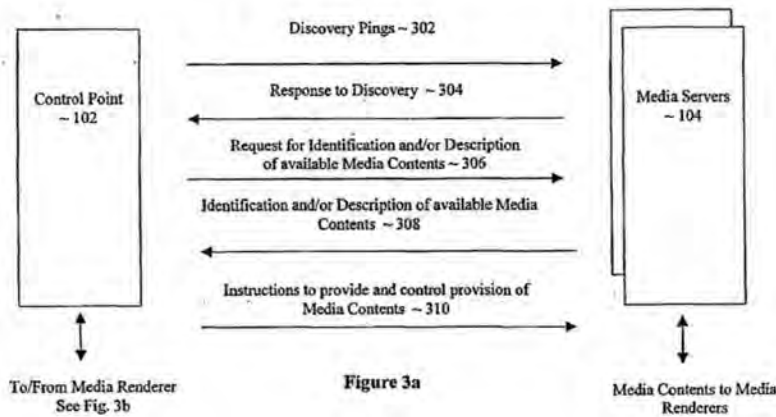 Discovery Pings ~ 302
Control Point
~ 102
Response to Discovery ~ 304
Media Servers
~ 104
Request for Identification and/or Description
of available Media Contents ~ 306
Identification and/or Description of available Media
Contents ~ 308
Instructions to provide and control provision of
Media Contents ~ 310
To/From Media Renderer
See Fig. 3b
Figure 3a
Media Contents to Media
Renderers